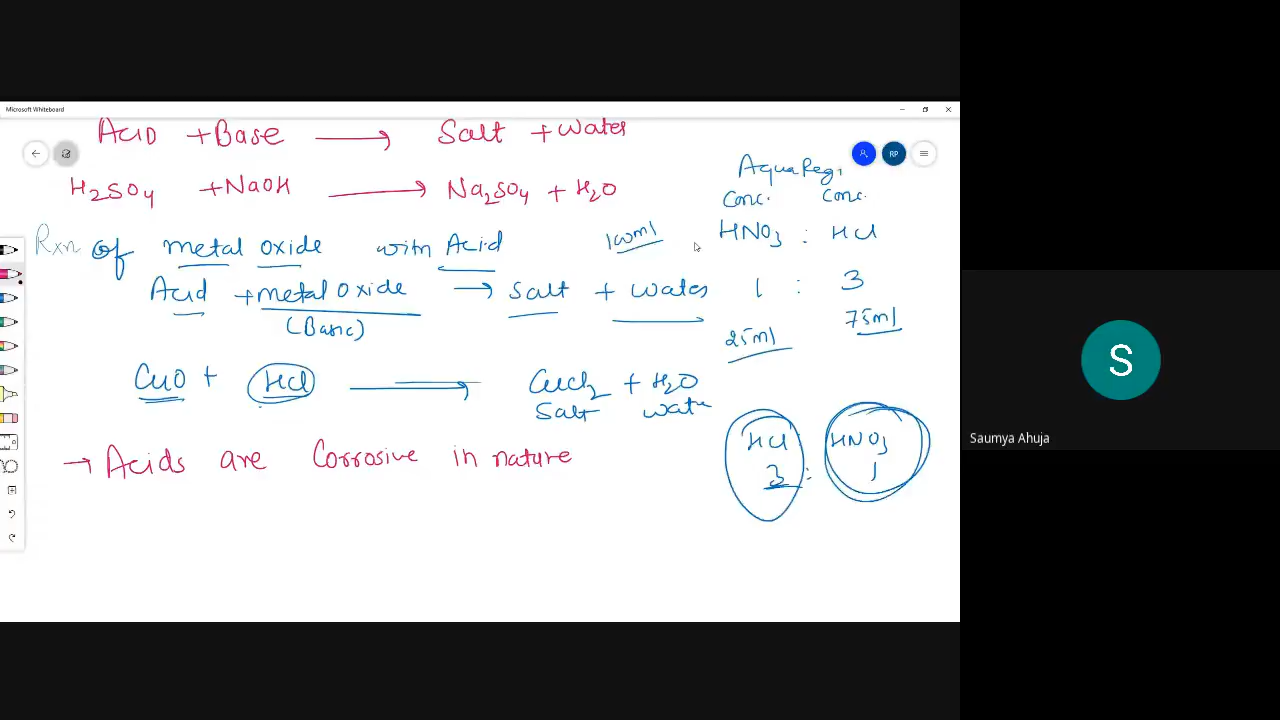 Microsoft Whiteboard
Acid + Base → Salt + Water
H₂SO₄ + NaOH → Na₂SO₄ + H₂O
RP
Aqua Regi
Conc. Conc.
HNO₃ : HCl
1 : 3
100ml
25ml 75ml
Rxn of metal oxide with Acid
Acid + metal Oxide → Salt + Water
(Basic)
CuO + HCl → CuCl₂ + H₂O
Salt Wate
→ Acids are Corrosive in nature
HCl HNO₃
3 : 1
S
Saumya Ahuja